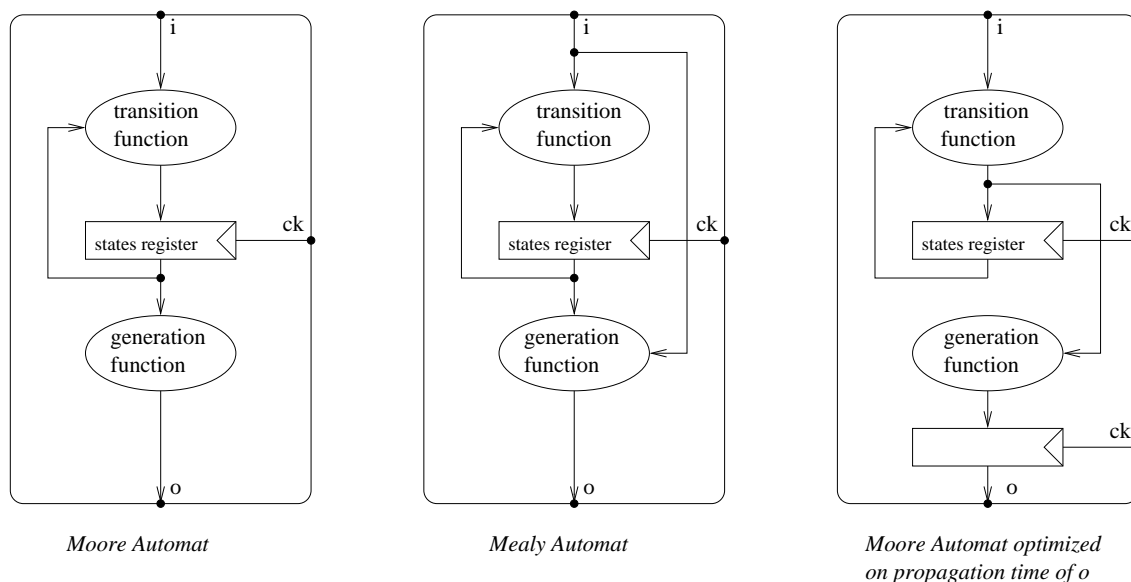 i
transition
function
ck
states register
generation
function
o
Moore Automat
i
transition
function
ck
states register
generation
function
o
Mealy Automat
i
transition
function
ck
states register
generation
function
ck
o
Moore Automat optimized
on propagation time of o